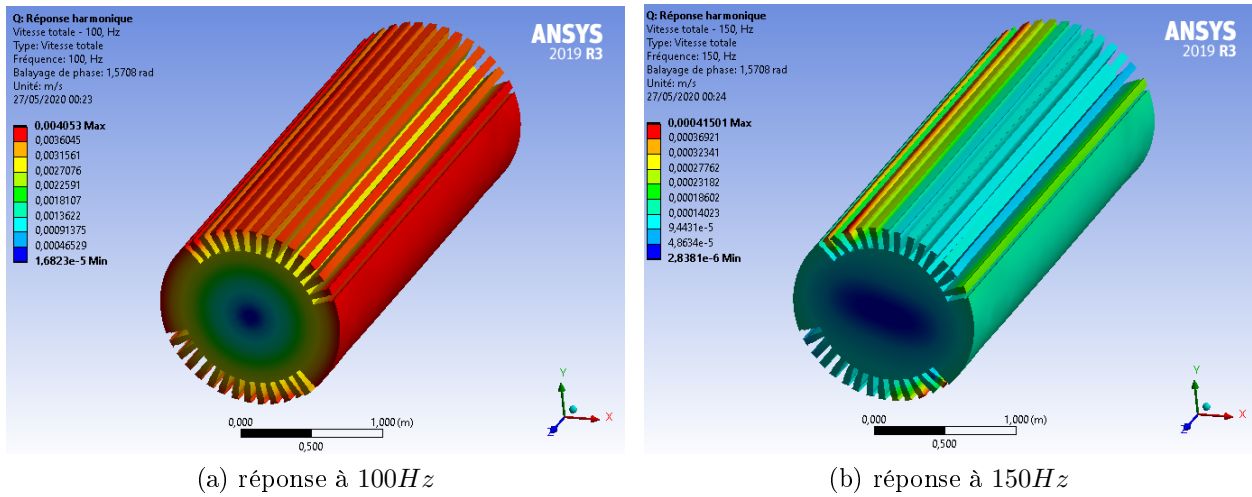 Q: Réponse harmonique
Vitesse totale - 100, Hz
Type: Vitesse totale
Fréquence: 100, Hz
Balayage de phase: 1,5708 rad
Unité: m/s
27/05/2020 00:23
0,004053 Max
0,0036045
0,0031561
0,0027076
0,0022591
0,0018107
0,0013622
0,00091375
0,00046529
1,6823e-5 Min
ANSYS
2019 R3
0,000
1,000 (m)
0,500
Y
X
Z
(a) réponse à 100Hz
Q: Réponse harmonique
Vitesse totale - 150, Hz
Type: Vitesse totale
Fréquence: 150, Hz
Balayage de phase: 1,5708 rad
Unité: m/s
27/05/2020 00:24
0,00041501 Max
0,00036921
0,00032341
0,00027762
0,00023182
0,00018602
0,00014023
9,4431e-5
4,8634e-5
2,8381e-6 Min
ANSYS
2019 R3
0,000
1,000 (m)
0,500
Y
X
Z
(b) réponse à 150Hz